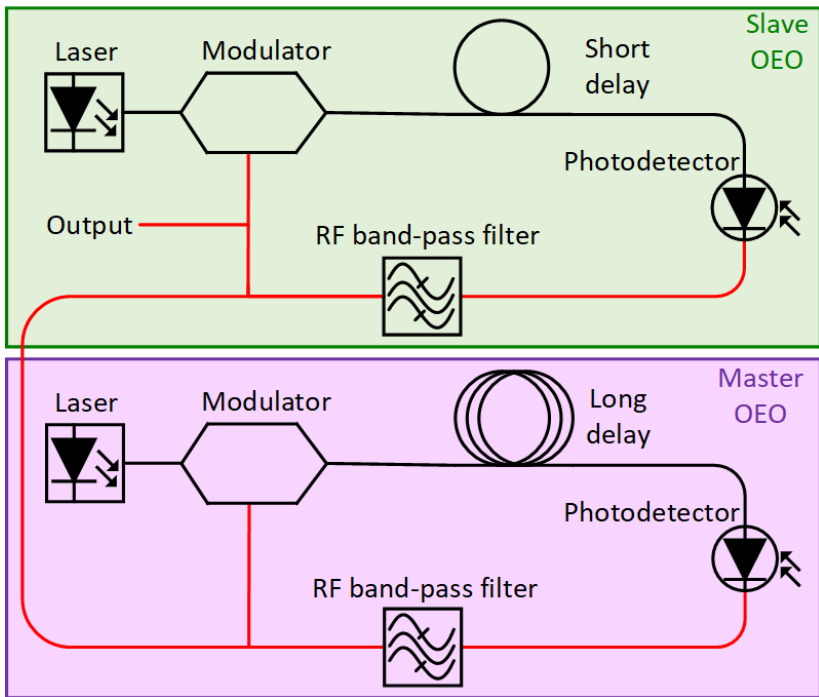 Slave
OEO
Laser
Modulator
Short
delay
Photodetector
Output
RF band-pass filter
Master
OEO
Laser
Modulator
Long
delay
Photodetector
RF band-pass filter